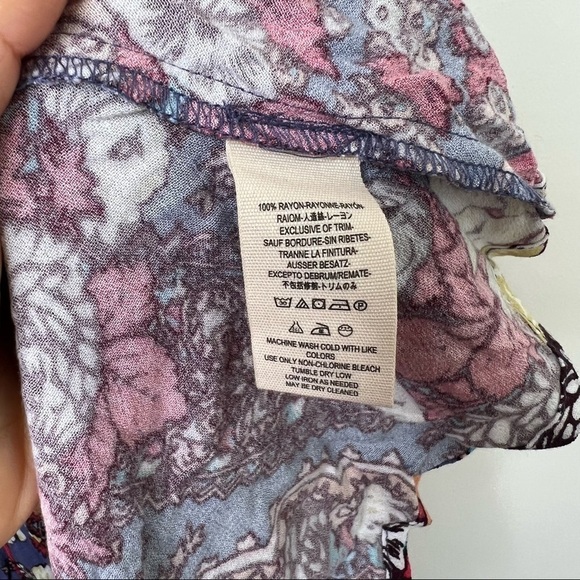 100% RAYON-RAYONNE-RAYÓN
RAIOM-人造絲-レーヨン
EXCLUSIVE OF TRIM-
SAUF BORDURE-SIN RIBETES-
TRANNE LA FINITURA-
AUSSER BESATZ-
EXCEPTO DEBRUM/REMATE-
不包括修飾-トリムのみ
MACHINE WASH COLD WITH LIKE
COLORS
USE ONLY NON-CHLORINE BLEACH
TUMBLE DRY LOW
LOW IRON AS NEEDED
MAY BE DRY CLEANED